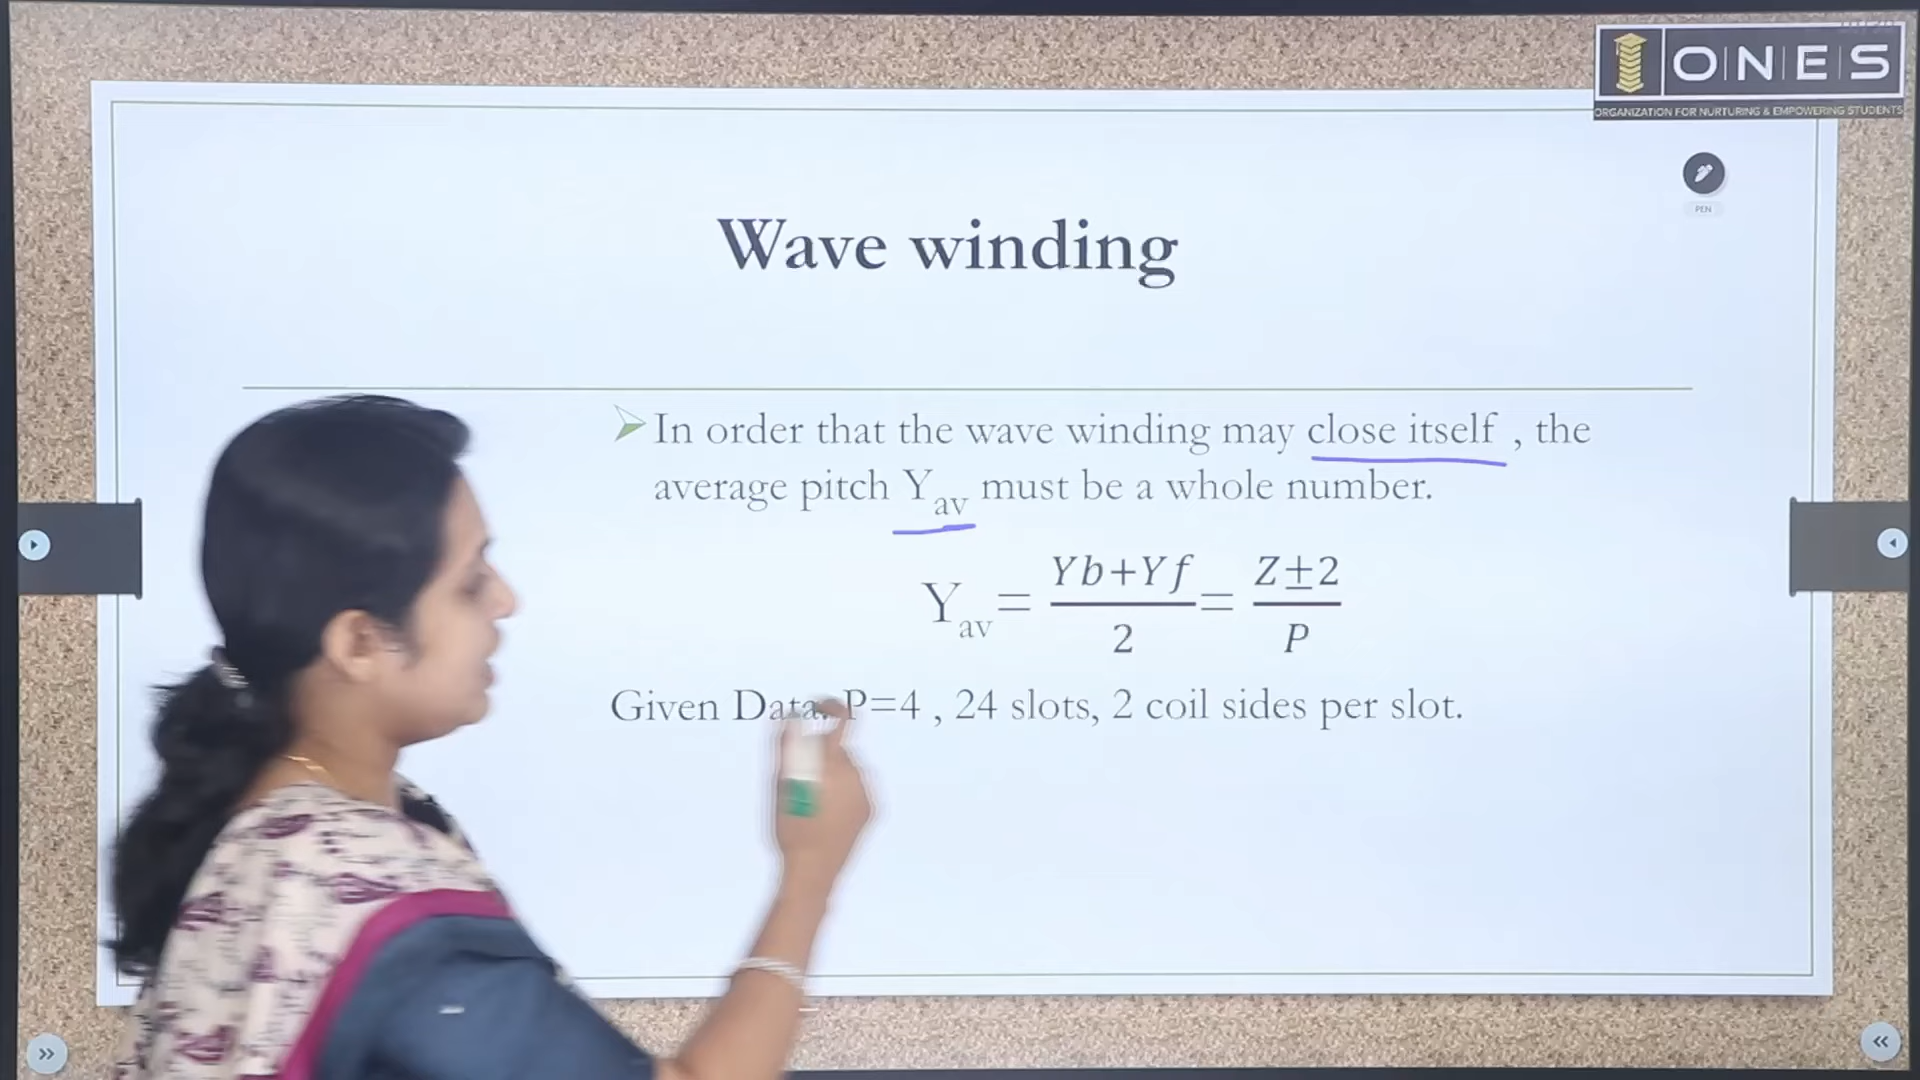 ONES
ORGANIZATION FOR NURTURING & EMPOWERING STUDENTS
PEN
Wave winding
In order that the wave winding may close itself , the
average pitch Yav must be a whole number.
Yav = Yb+Yf/2 = Z±2/P
Given Data: P=4 , 24 slots, 2 coil sides per slot.